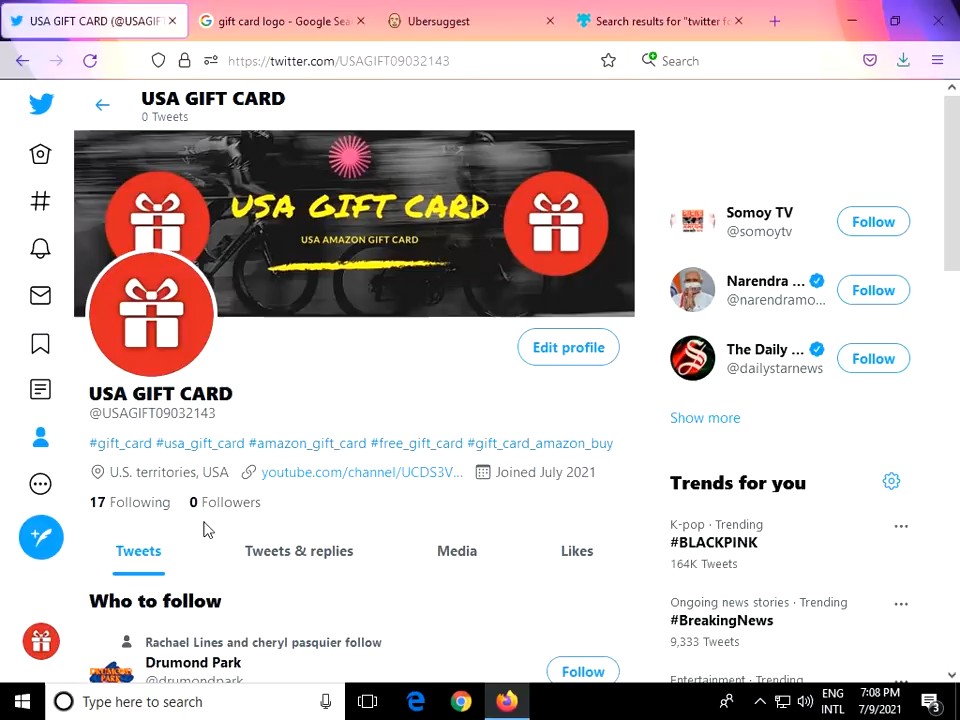 USA GIFT CARD (@USAGIF
gift card logo - Google Sea
Ubersuggest
Search results for "twitter fo
https://twitter.com/USAGIFT09032143
Search
USA GIFT CARD
0 Tweets
USA GIFT CARD
USA AMAZON GIFT CARD
Edit profile
USA GIFT CARD
@USAGIFT09032143
#gift_card #usa_gift_card #amazon_gift_card #free_gift_card #gift_card_amazon_buy
U.S. territories, USA youtube.com/channel/UCDS3V... Joined July 2021
17 Following 0 Followers
Tweets Tweets & replies Media Likes
Who to follow
Rachael Lines and cheryl pasquier follow
Drumond Park
@drumondpark
Follow
Somoy TV
@somoytv
Follow
Narendra ...
@narendramo...
Follow
The Daily ...
@dailystarnews
Follow
Show more
Trends for you
K-pop · Trending
#BLACKPINK
164K Tweets
Ongoing news stories · Trending
#BreakingNews
9,333 Tweets
Entertainment · Trending
Type here to search
ENG
INTL
7:08 PM
7/9/2021
3